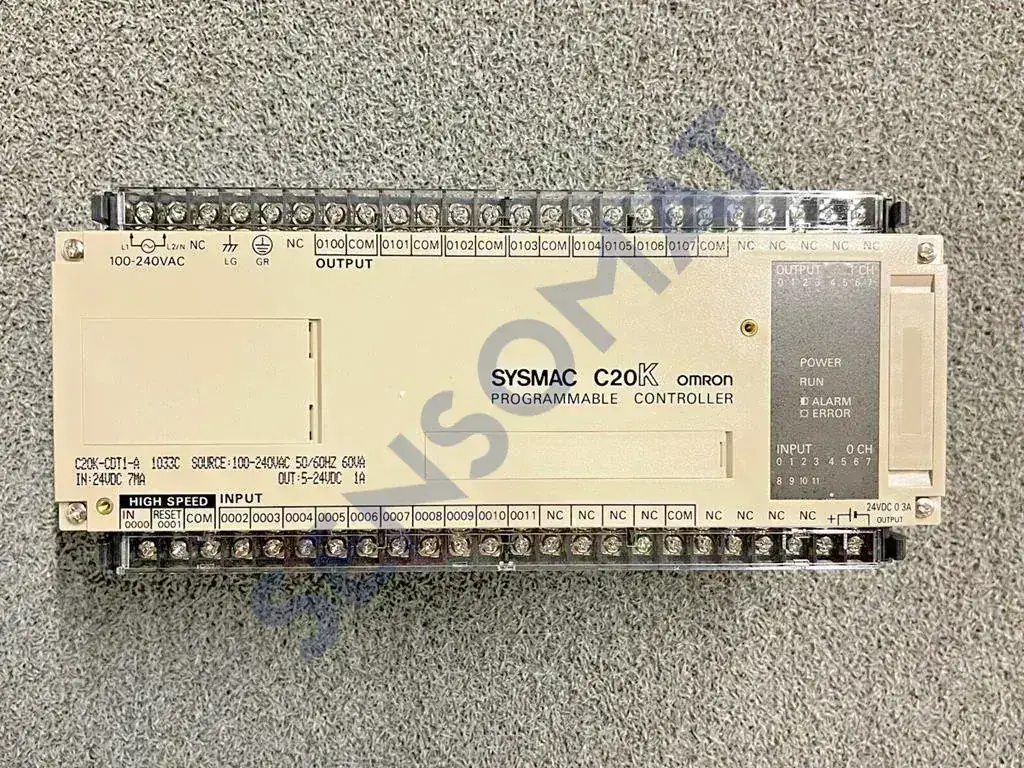 L1 L2/N NC LG GR NC 0100 COM 0101 COM 0102 COM 0103 COM 0104 0105 0106 0107 COM NC NC NC NC NC
100-240VAC
OUTPUT
OUTPUT 1 CH
0 1 2 3 4 5 6 7
POWER
RUN
ALARM
ERROR
INPUT 0 CH
0 1 2 3 4 5 6 7
8 9 10 11
SYSMAC C20K omron
PROGRAMMABLE CONTROLLER
C20K-CDT1-A 1033C SOURCE:100-240VAC 50/60HZ 60VA
IN:24VDC 7MA OUT:5-24VDC 1A
HIGH SPEED INPUT
IN 0000 RESET 0001 COM 0002 0003 0004 0005 0006 0007 0008 0009 0010 0011 NC NC NC NC COM NC NC NC NC + 
24VDC 0.3A
OUTPUT
SENSOMAT